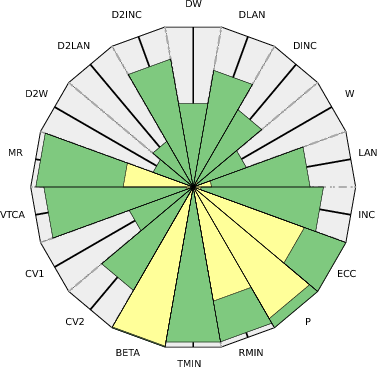 DW
D2INC
DLAN
D2LAN
DINC
D2W
W
MR
LAN
VTCA
INC
CV1
ECC
CV2
P
BETA
RMIN
TMIN